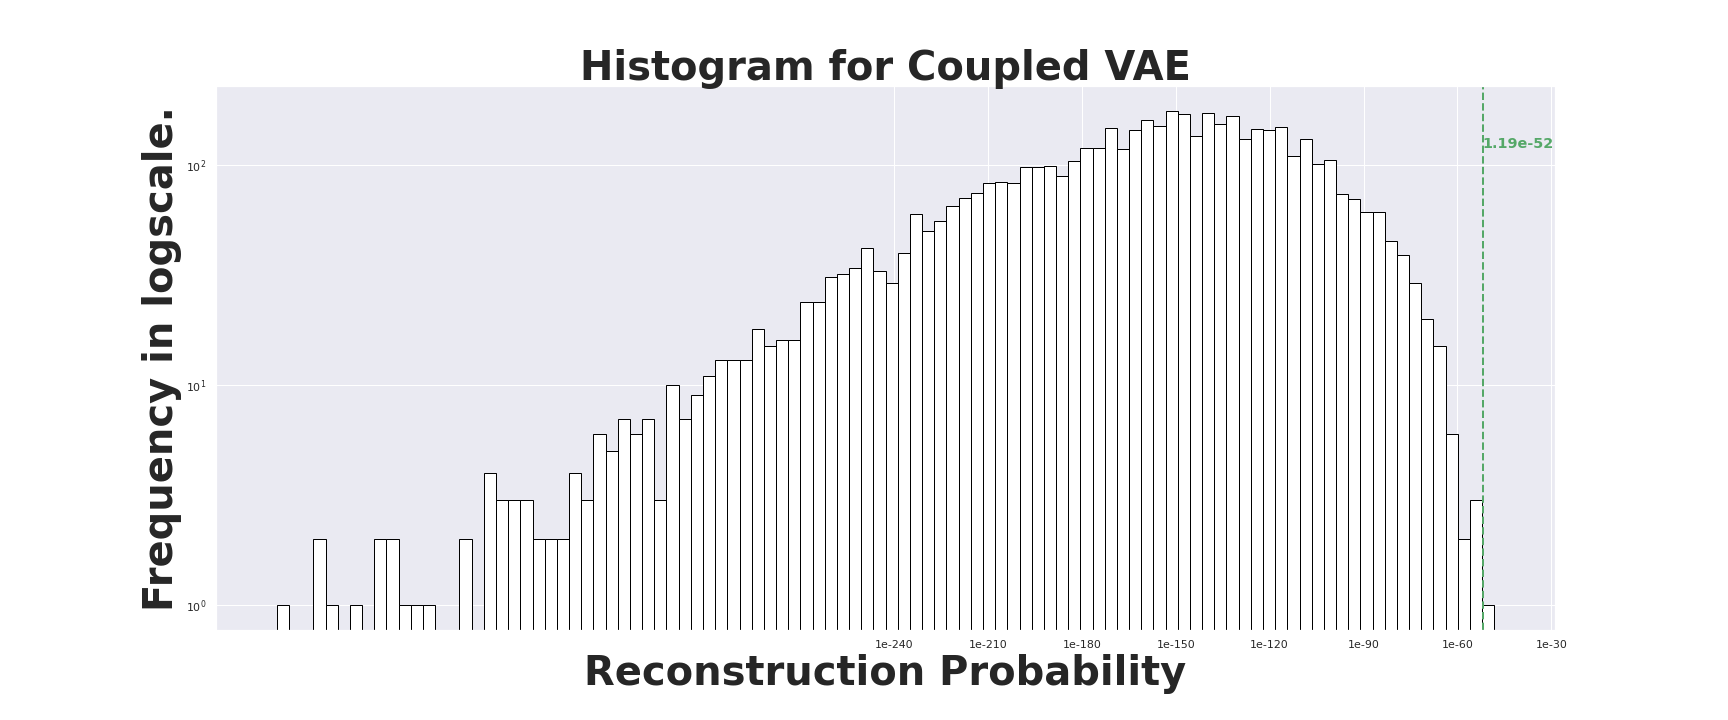 Histogram for Coupled VAE
Frequency in logscale.
10²
10¹
10⁰
1.19e-52
1e-240 1e-210 1e-180 1e-150 1e-120 1e-90 1e-60 1e-30
Reconstruction Probability